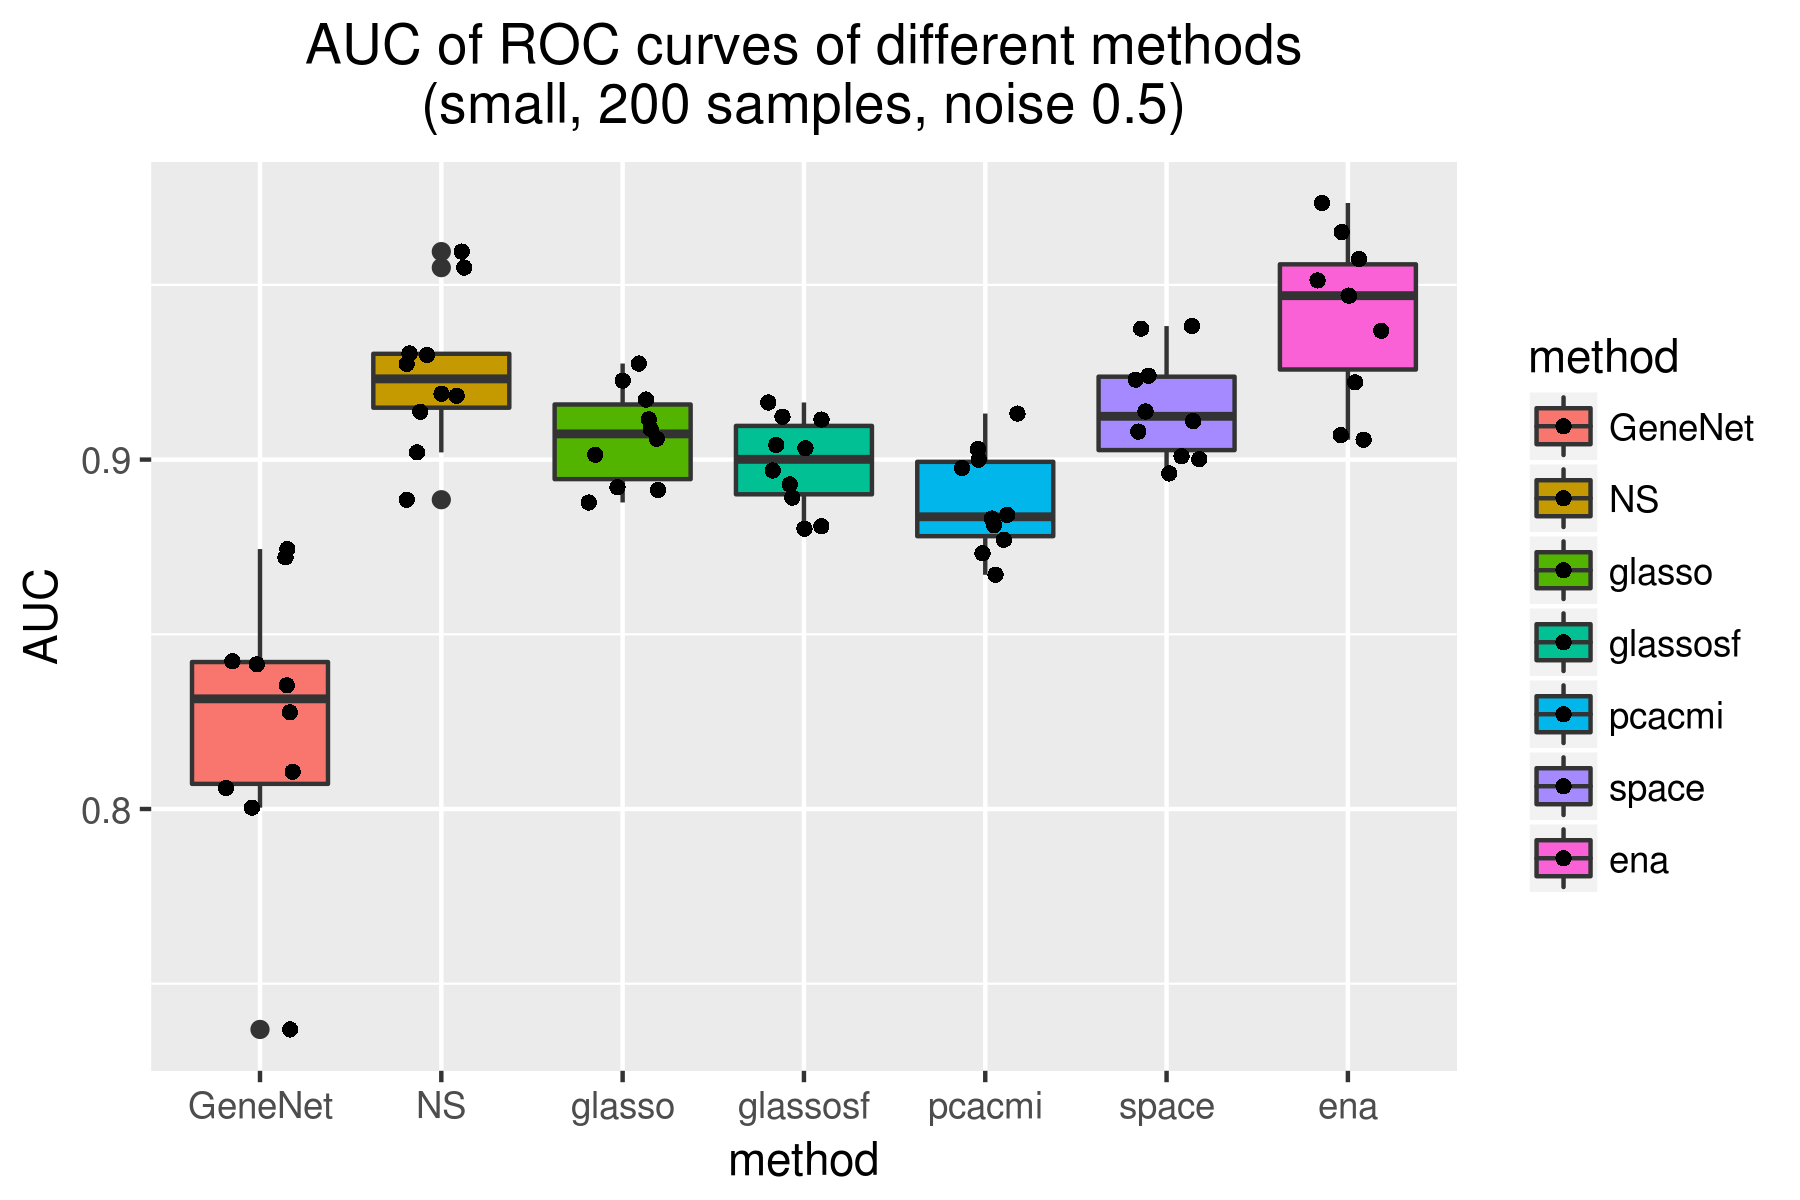 AUC of ROC curves of different methods
(small, 200 samples, noise 0.5)
AUC
0.9
0.8
GeneNet
NS
glasso
glassosf
pcacmi
space
ena
method
method
GeneNet
NS
glasso
glassosf
pcacmi
space
ena